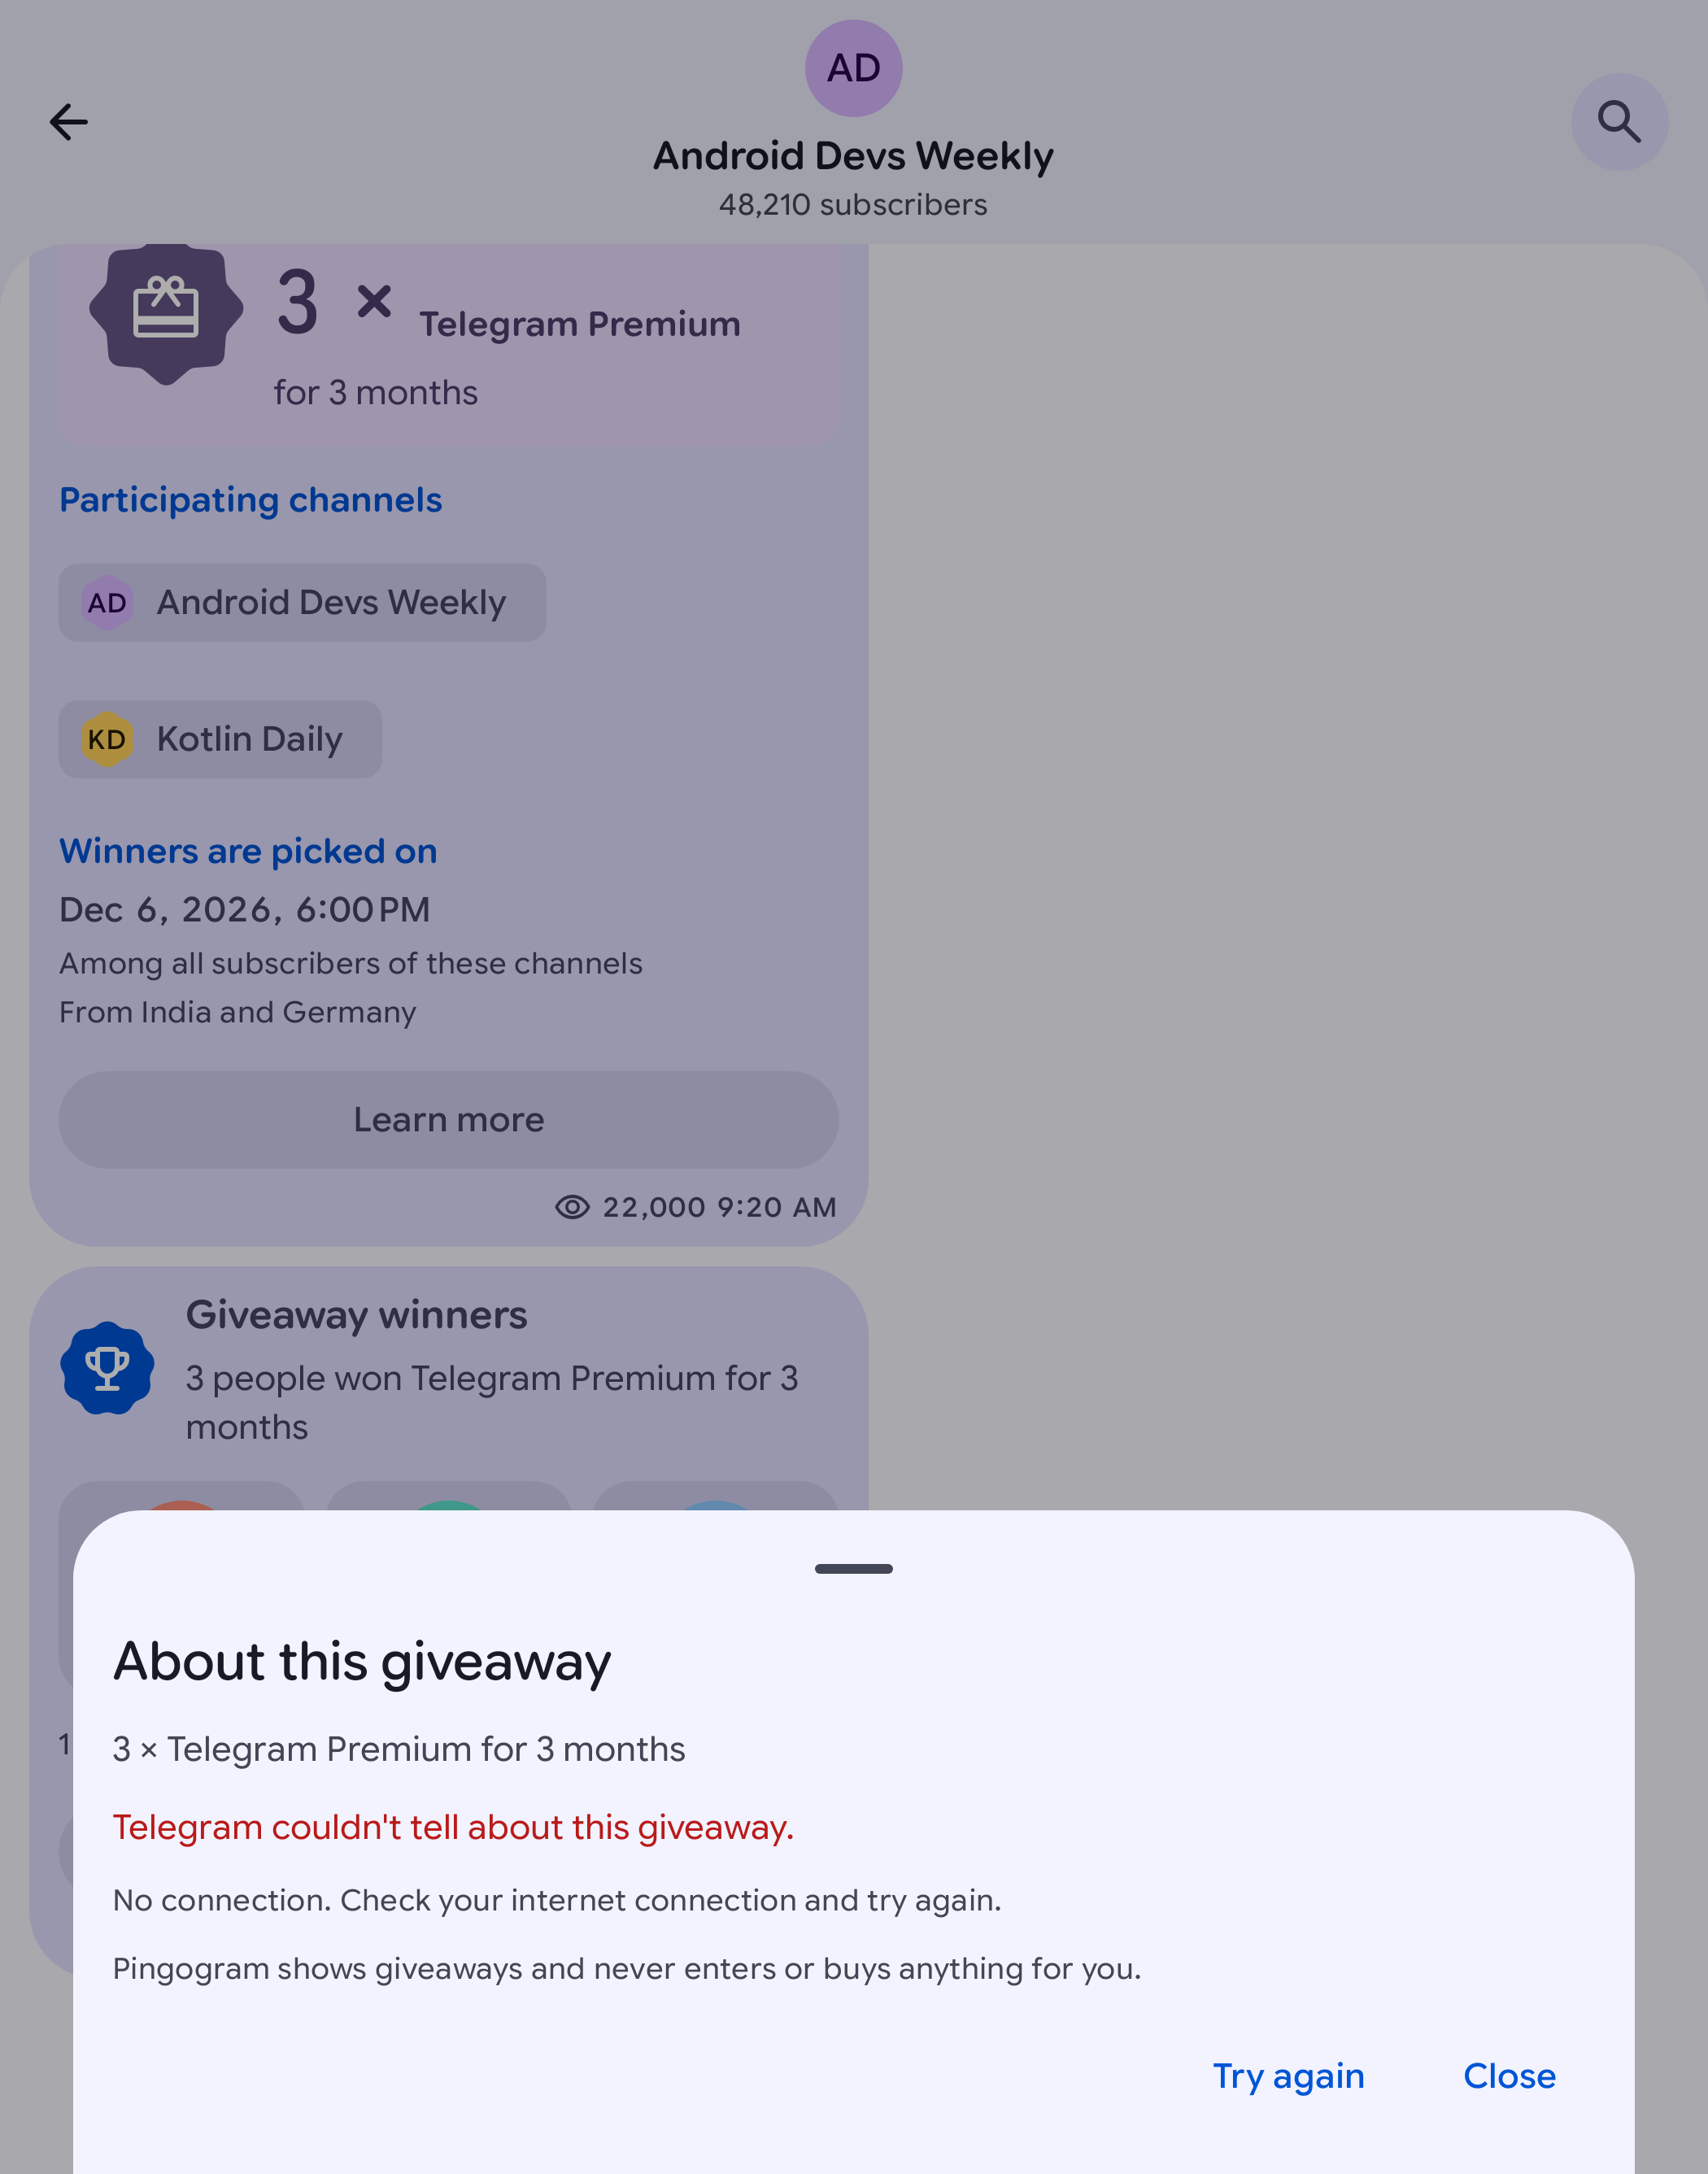 AD
Android Devs Weekly
48,210 subscribers
3 × Telegram Premium
for 3 months
Participating channels
AD Android Devs Weekly
KD Kotlin Daily
Winners are picked on
Dec 6, 2026, 6:00 PM
Among all subscribers of these channels
From India and Germany
Learn more
22,000 9:20 AM
Giveaway winners
3 people won Telegram Premium for 3
months
1
About this giveaway
3 × Telegram Premium for 3 months
Telegram couldn't tell about this giveaway.
No connection. Check your internet connection and try again.
Pingogram shows giveaways and never enters or buys anything for you.
Try again Close